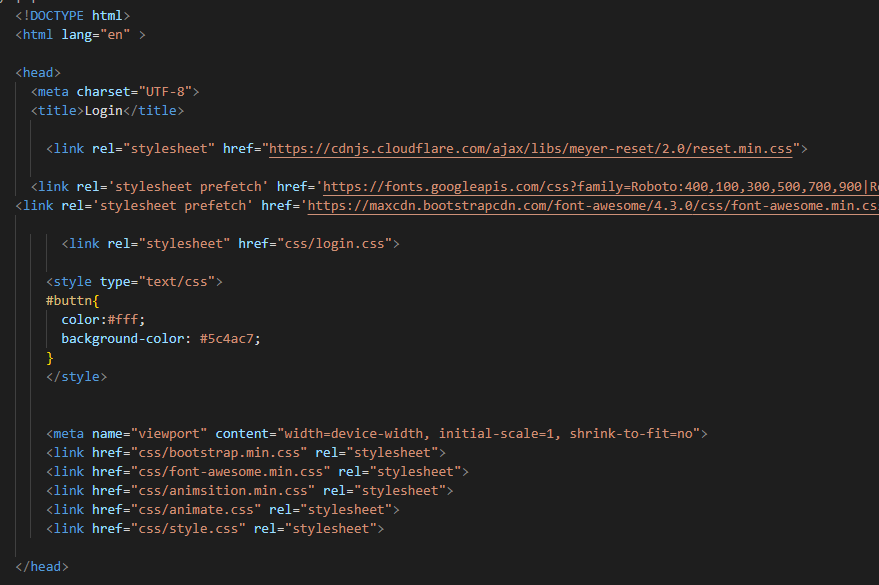 <!DOCTYPE html>
<html lang="en" >
<head>
<meta charset="UTF-8">
<title>Login</title>
<link rel="stylesheet" href="https://cdnjs.cloudflare.com/ajax/libs/meyer-reset/2.0/reset.min.css">
<link rel='stylesheet prefetch' href='https://fonts.googleapis.com/css?family=Roboto:400,100,300,500,700,900|R
<link rel='stylesheet prefetch' href='https://maxcdn.bootstrapcdn.com/font-awesome/4.3.0/css/font-awesome.min.cs
<link rel="stylesheet" href="css/login.css">
<style type="text/css">
#buttn{
color:#fff;
background-color: #5c4ac7;
}
</style>
<meta name="viewport" content="width=device-width, initial-scale=1, shrink-to-fit=no">
<link href="css/bootstrap.min.css" rel="stylesheet">
<link href="css/font-awesome.min.css" rel="stylesheet">
<link href="css/animsition.min.css" rel="stylesheet">
<link href="css/animate.css" rel="stylesheet">
<link href="css/style.css" rel="stylesheet">
</head>